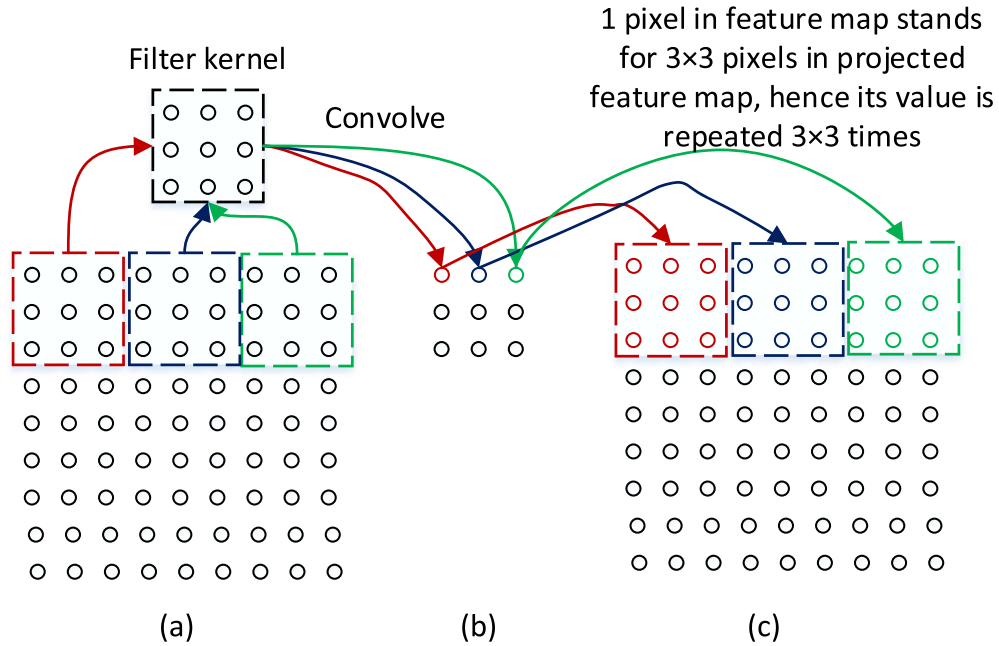 1 pixel in feature map stands
for 3×3 pixels in projected
feature map, hence its value is
repeated 3×3 times
Filter kernel
Convolve
(a)
(b)
(c)